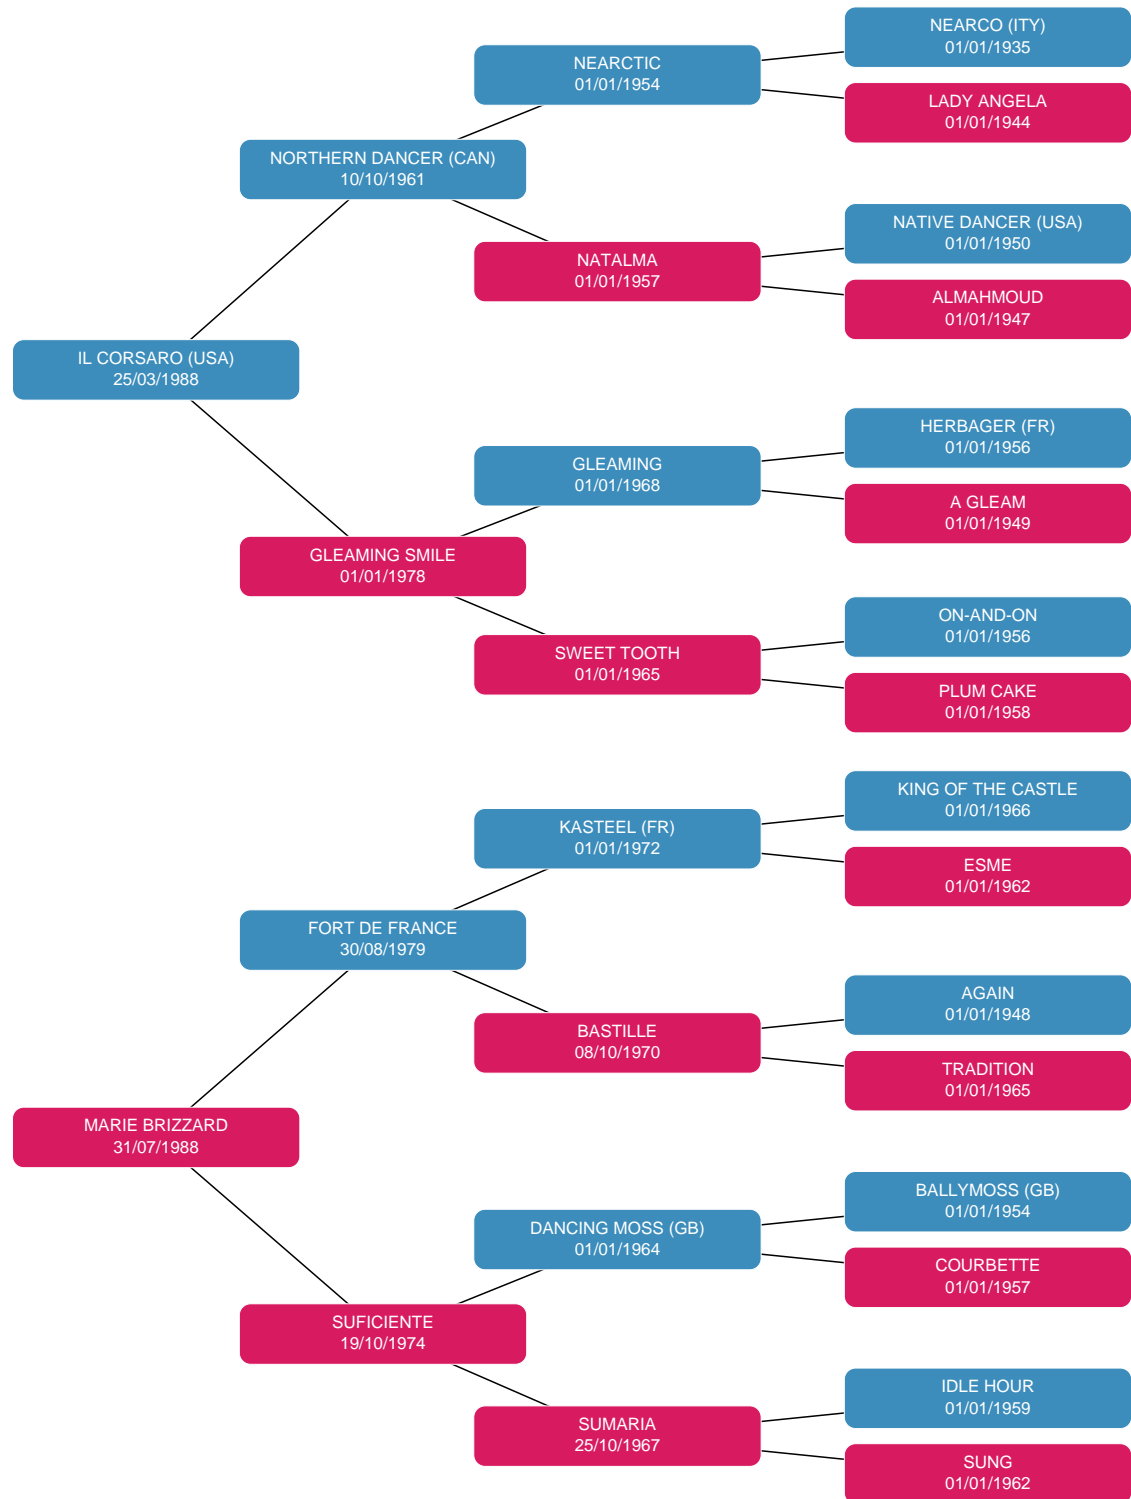 NEARCO (ITY)
01/01/1935
NEARCTIC
01/01/1954
LADY ANGELA
01/01/1944
NORTHERN DANCER (CAN)
10/10/1961
NATIVE DANCER (USA)
01/01/1950
NATALMA
01/01/1957
ALMAHMOUD
01/01/1947
IL CORSARO (USA)
25/03/1988
HERBAGER (FR)
01/01/1956
GLEAMING
01/01/1968
A GLEAM
01/01/1949
GLEAMING SMILE
01/01/1978
ON-AND-ON
01/01/1956
SWEET TOOTH
01/01/1965
PLUM CAKE
01/01/1958
KING OF THE CASTLE
01/01/1966
KASTEEL (FR)
01/01/1972
ESME
01/01/1962
FORT DE FRANCE
30/08/1979
AGAIN
01/01/1948
BASTILLE
08/10/1970
TRADITION
01/01/1965
MARIE BRIZZARD
31/07/1988
BALLYMOSS (GB)
01/01/1954
DANCING MOSS (GB)
01/01/1964
COURBETTE
01/01/1957
SUFICIENTE
19/10/1974
IDLE HOUR
01/01/1959
SUMARIA
25/10/1967
SUNG
01/01/1962